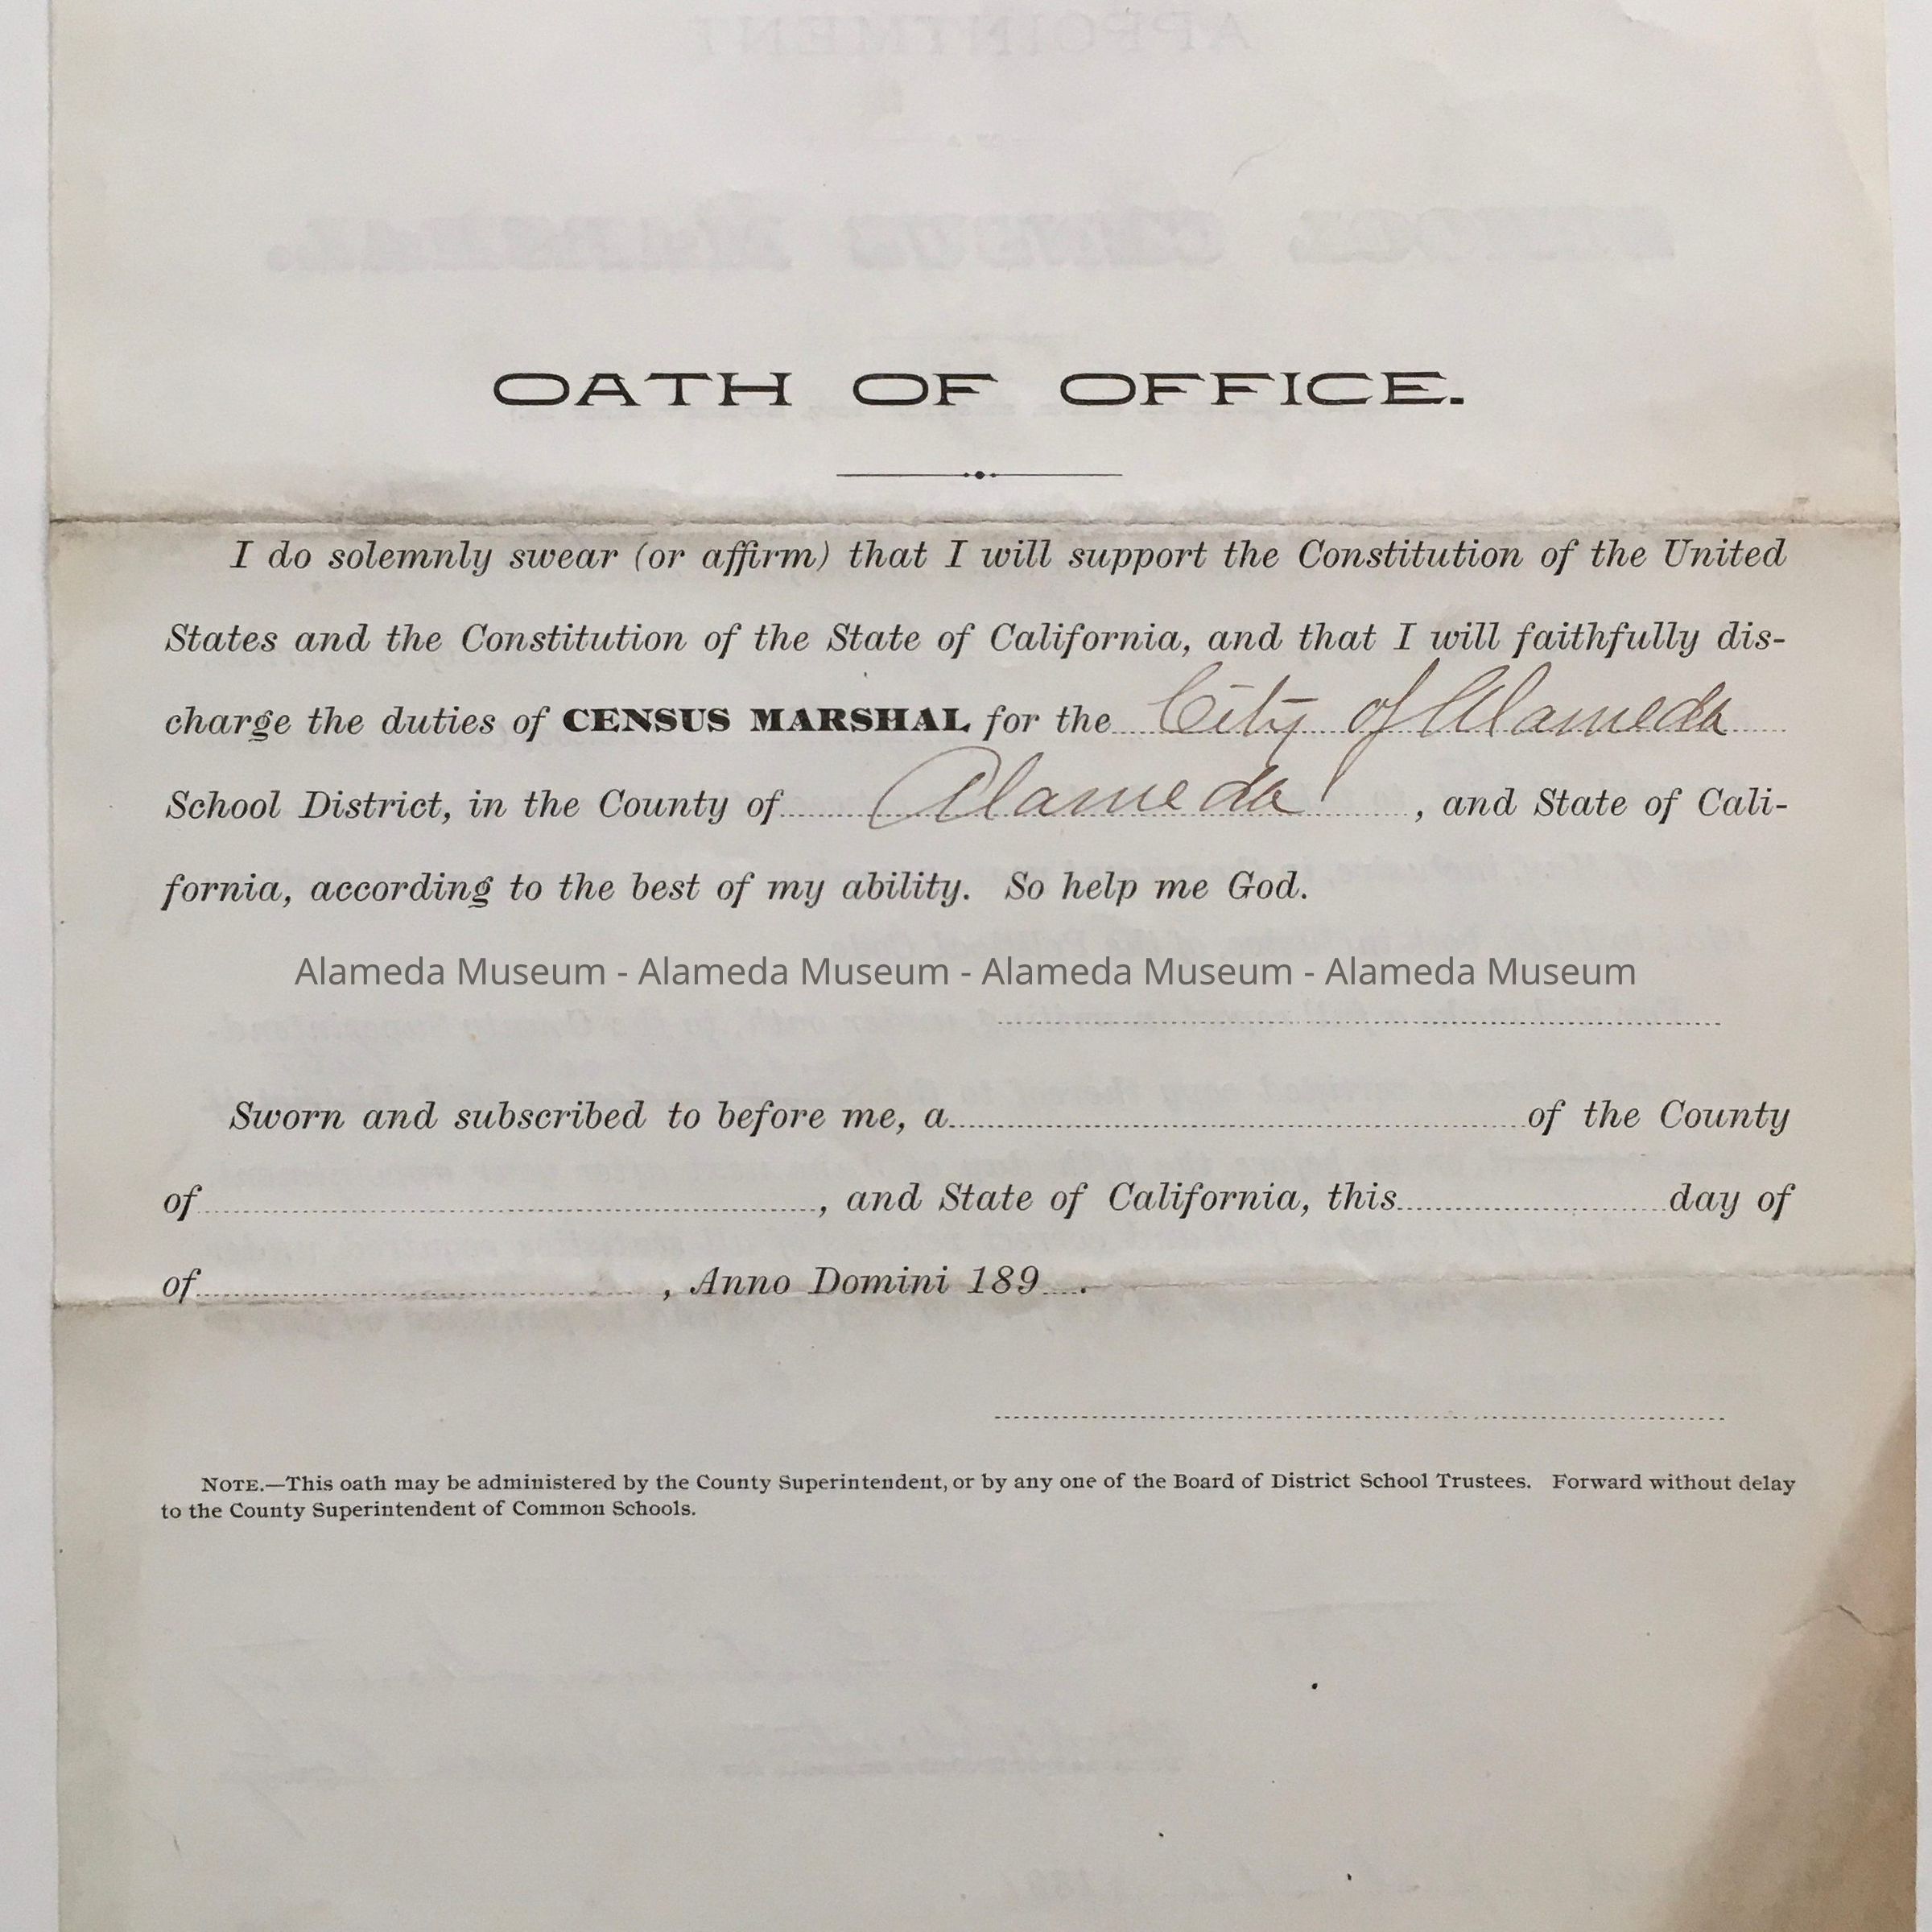 APPOINTMENT
OATH OF OFFICE.
I do solemnly swear (or affirm) that I will support the Constitution of the United
States and the Constitution of the State of California, and that I will faithfully dis-
charge the duties of CENSUS MARSHAL for the City of Alameda
School District, in the County of Alameda, and State of Cali-
fornia, according to the best of my ability. So help me God.
Alameda Museum - Alameda Museum - Alameda Museum - Alameda Museum
Sworn and subscribed to before me, a of the County
of , and State of California, this day of
of , Anno Domini 189 .
NOTE.—This oath may be administered by the County Superintendent, or by any one of the Board of District School Trustees. Forward without delay
to the County Superintendent of Common Schools.